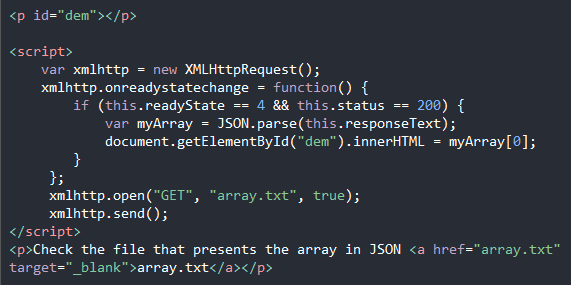 <p id="dem"></p>

<script>
    var xmlhttp = new XMLHttpRequest();
    xmlhttp.onreadystatechange = function() {
        if (this.readyState == 4 && this.status == 200) {
            var myArray = JSON.parse(this.responseText);
            document.getElementById("dem").innerHTML = myArray[0];
        }
     };
     xmlhttp.open("GET", "array.txt", true);
     xmlhttp.send();
</script>
<p>Check the file that presents the array in JSON <a href="array.txt"
target="_blank">array.txt</a></p>